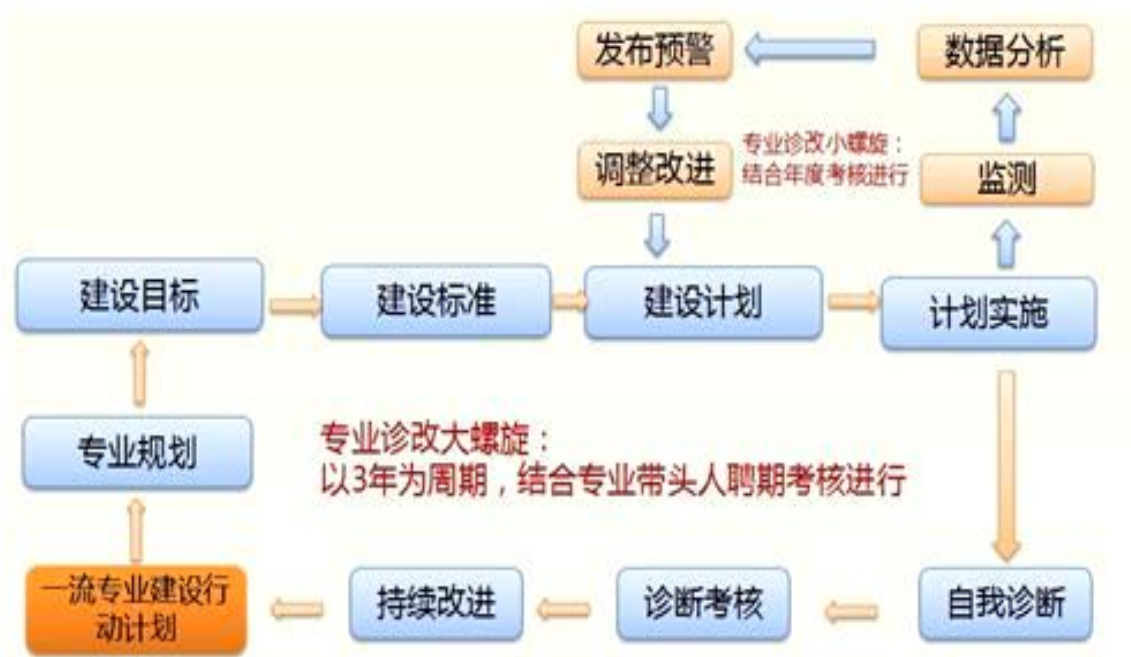 发布预警
数据分析
专业诊改小螺旋：
结合年度考核进行
调整改进
监测
建设目标
建设标准
建设计划
计划实施
专业规划
专业诊改大螺旋：
以3年为周期，结合专业带头人聘期考核进行
一流专业建设行
动计划
持续改进
诊断考核
自我诊断